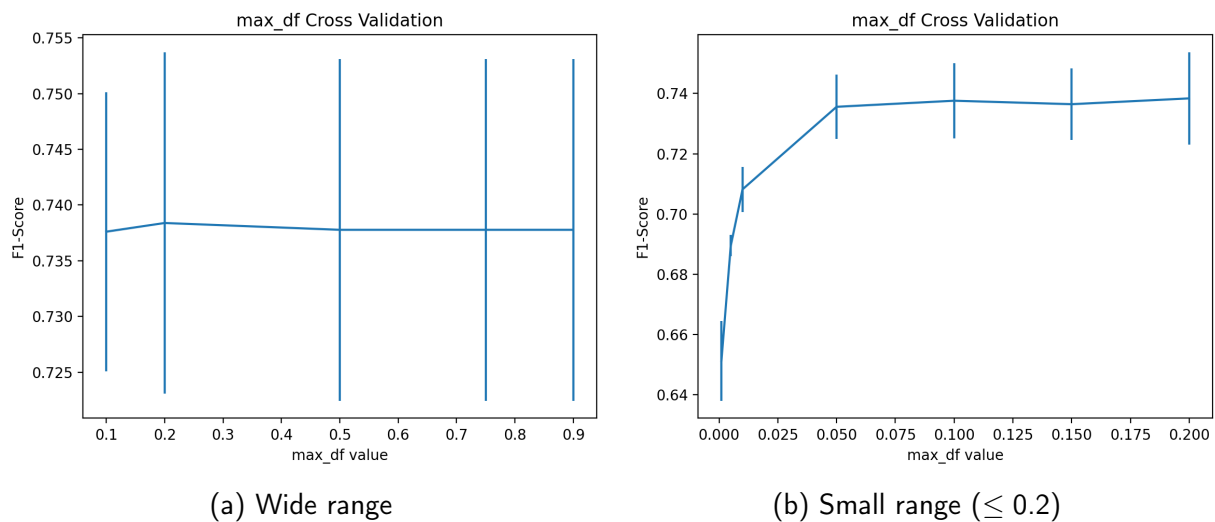 max_df Cross Validation
0.755
0.750
0.745
0.740
0.735
0.730
0.725
F1-Score
0.1 0.2 0.3 0.4 0.5 0.6 0.7 0.8 0.9
max_df value
(a) Wide range
max_df Cross Validation
0.74
0.72
0.70
0.68
0.66
0.64
F1-Score
0.000 0.025 0.050 0.075 0.100 0.125 0.150 0.175 0.200
max_df value
(b) Small range (≤ 0.2)